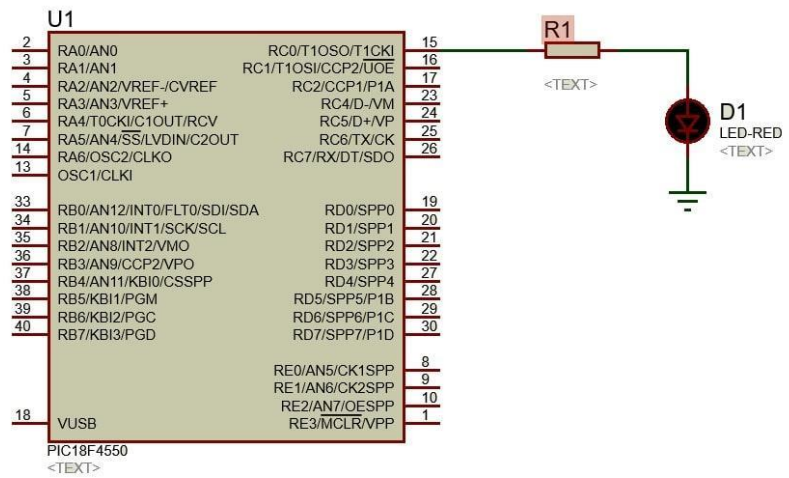 U1
2 RA0/AN0 RC0/T1OSO/T1CKI 15
3 RA1/AN1 RC1/T1OSI/CCP2/UOE 16
4 RA2/AN2/VREF-/CVREF RC2/CCP1/P1A 17
5 RA3/AN3/VREF+ RC4/D-/VM 23
6 RA4/T0CKI/C1OUT/RCV RC5/D+/VP 24
7 RA5/AN4/SS/LVDIN/C2OUT RC6/TX/CK 25
14 RA6/OSC2/CLKO RC7/RX/DT/SDO 26
13 OSC1/CLKI
33 RB0/AN12/INT0/FLT0/SDI/SDA RD0/SPP0 19
34 RB1/AN10/INT1/SCK/SCL RD1/SPP1 20
35 RB2/AN8/INT2/VMO RD2/SPP2 21
36 RB3/AN9/CCP2/VPO RD3/SPP3 22
37 RB4/AN11/KBI0/CSSPP RD4/SPP4 27
38 RB5/KBI1/PGM RD5/SPP5/P1B 28
39 RB6/KBI2/PGC RD6/SPP6/P1C 29
40 RB7/KBI3/PGD RD7/SPP7/P1D 30
RE0/AN5/CK1SPP 8
RE1/AN6/CK2SPP 9
RE2/AN7/OESPP 10
18 VUSB RE3/MCLR/VPP 1
PIC18F4550
<TEXT>
R1
<TEXT>
D1
LED-RED
<TEXT>